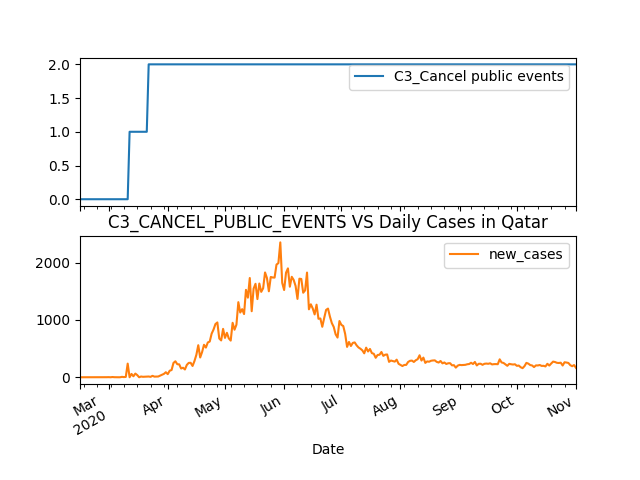 2.0
1.5
1.0
0.5
0.0
C3_Cancel public events
C3_CANCEL_PUBLIC_EVENTS VS Daily Cases in Qatar
2000
1000
0
new_cases
Mar
2020
Apr
May
Jun
Jul
Aug
Sep
Oct
Nov
Date